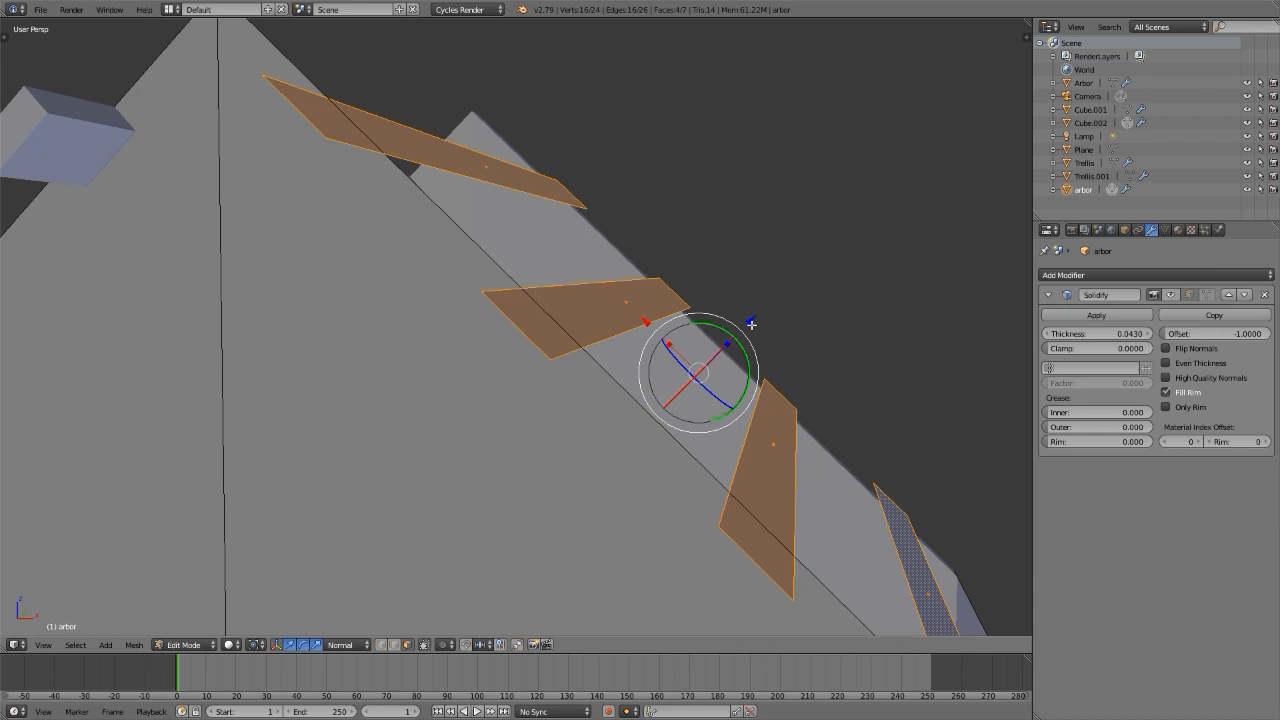 File Render Window Help Default Scene Cycles Render v2.79 | Verts:16/24 | Edges:16/26 | Faces:4/7 | Tris:14 | Mem:61.22M | arbor
User Persp
View Search All Scenes
Scene
RenderLayers
World
Arbor
Camera
Cube.001
Cube.002
Lamp
Plane
Trellis
Trellis.001
arbor
arbor
Add Modifier
Solidify
Apply Copy
Thickness: 0.0430 Offset: -1.0000
Clamp: 0.0000 Flip Normals
Even Thickness
Factor: 0.000 High Quality Normals
Crease: Fill Rim
Inner: 0.000 Only Rim
Outer: 0.000 Material Index Offset:
Rim: 0.000 0 Rim: 0
z
x
(1) arbor
View Select Add Mesh Edit Mode Normal
-50 -40 -30 -20 -10 0 10 20 30 40 50 60 70 80 90 100 110 120 130 140 150 160 170 180 190 200 210 220 230 240 250 260 270 280
View Marker Frame Playback Start: 1 End: 250 1 No Sync